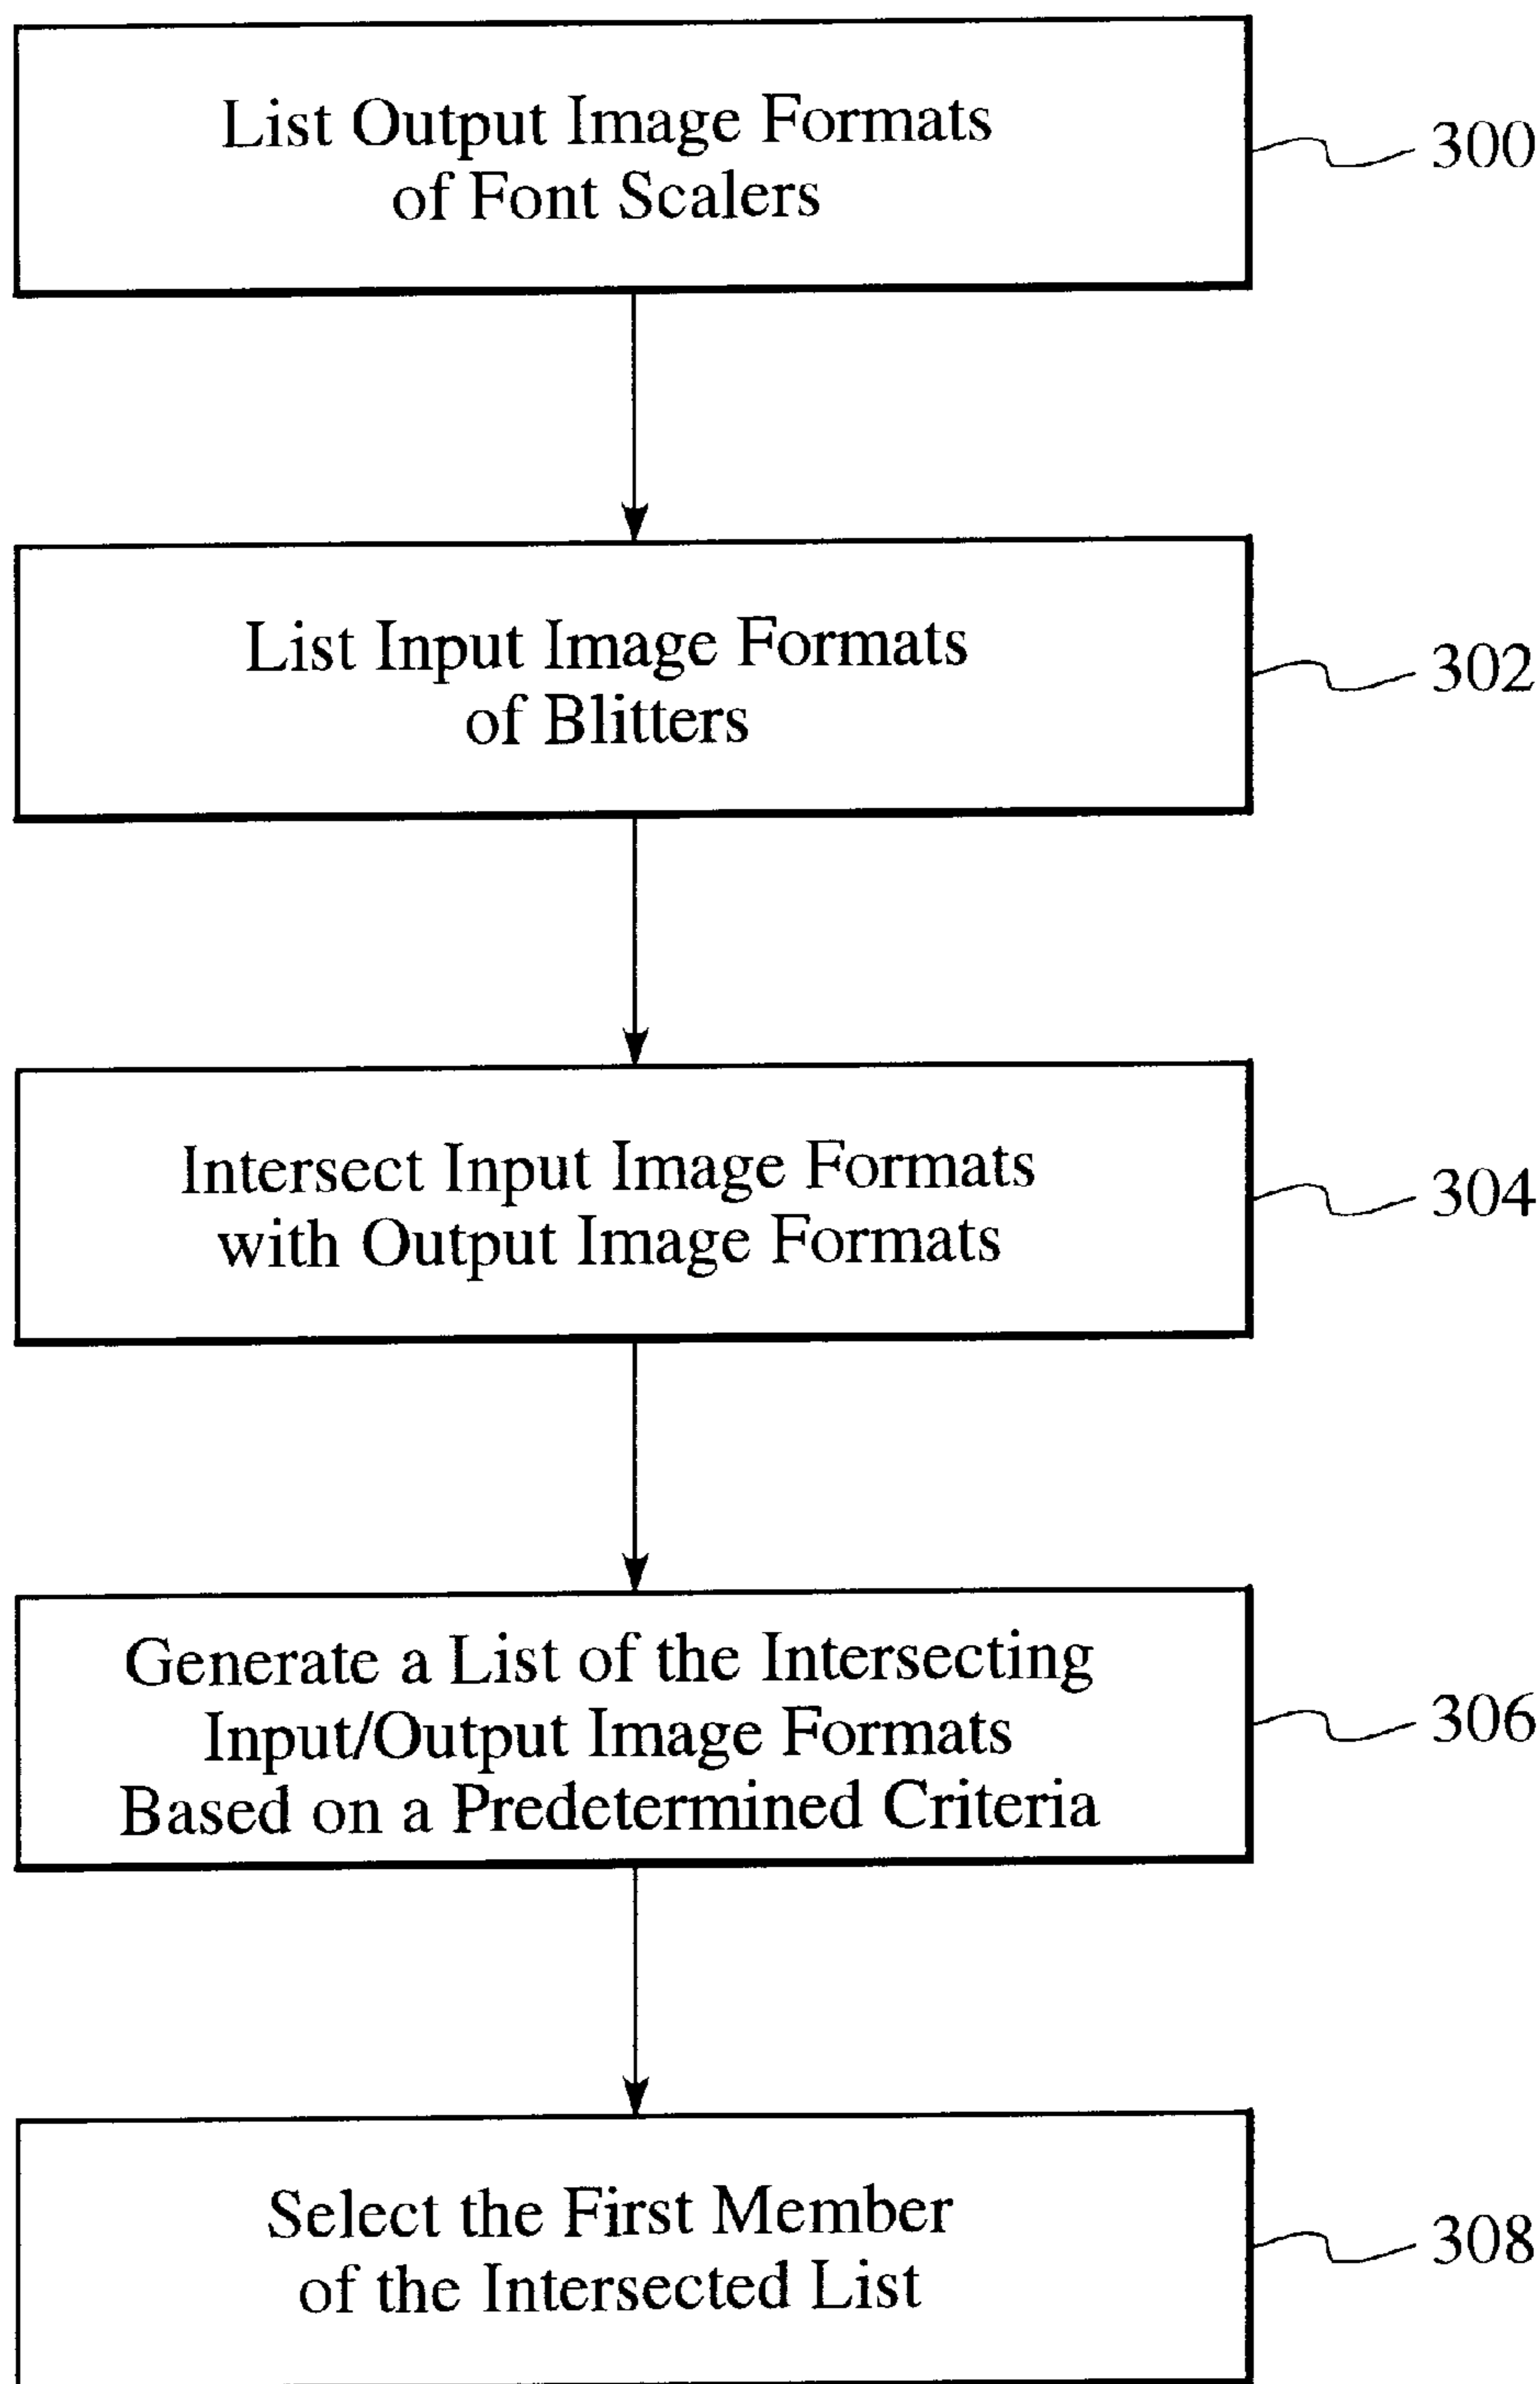 List Output Image Formats
of Font Scalers
300
List Input Image Formats
of Blitters
302
Intersect Input Image Formats
with Output Image Formats
304
Generate a List of the Intersecting
Input/Output Image Formats
Based on a Predetermined Criteria
306
Select the First Member
of the Intersected List
308